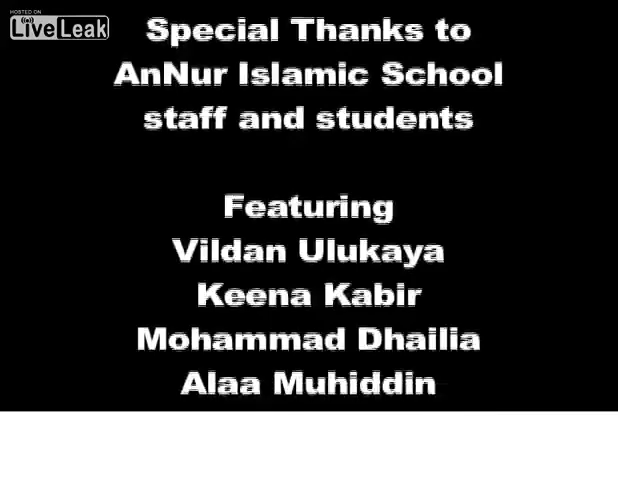 HOSTED ON
LiveLeak
Special Thanks to
AnNur Islamic School
staff and students
Featuring
Vildan Ulukaya
Keena Kabir
Mohammad Dhailia
Alaa Muhiddin